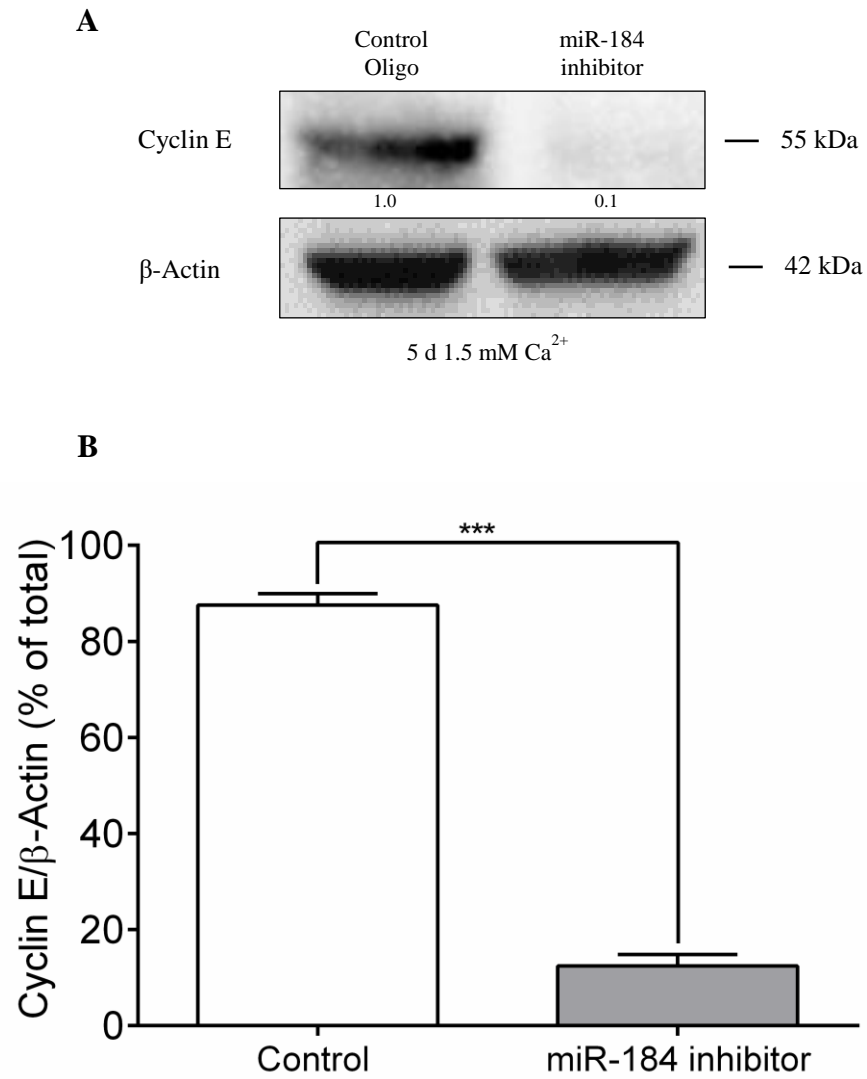 A
Control
Oligo
miR-184
inhibitor
Cyclin E
55 kDa
1.0
0.1
β-Actin
42 kDa
5 d 1.5 mM Ca²⁺
B
Cyclin E/β-Actin (% of total)
100
80
60
40
20
0
***
Control
miR-184 inhibitor